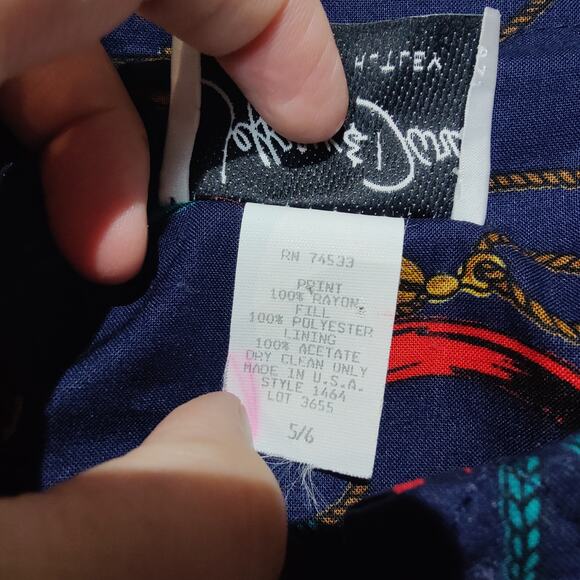 RN 74533
PRINT
100% RAYON
FILL
100% POLYESTER
LINING
100% ACETATE
DRY CLEAN ONLY
MADE IN U.S.A.
STYLE 1464
LOT 3655
5/6